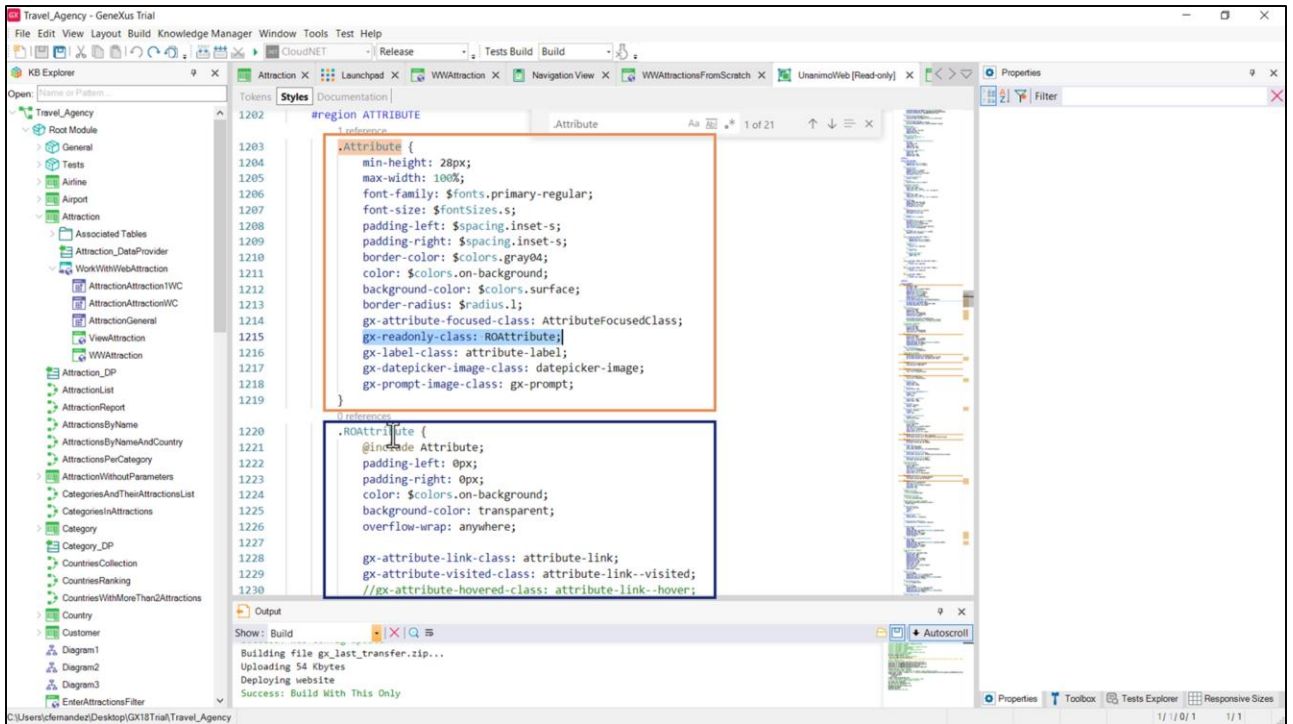 GX Travel_Agency - GeneXus Trial
File Edit View Layout Build Knowledge Manager Window Tools Test Help
CloudNET Release Tests Build Build
KB Explorer
Open: Name or Pattern...
Travel_Agency
Root Module
General
Tests
Airline
Airport
Attraction
Associated Tables
Attraction_DataProvider
WorkWithWebAttraction
AttractionAttraction1WC
AttractionAttractionWC
AttractionGeneral
ViewAttraction
WWAttraction
Attraction_DP
AttractionList
AttractionReport
AttractionsByName
AttractionsByNameAndCountry
AttractionsPerCategory
AttractionWithoutParameters
CategoriesAndTheirAttractionsList
CategoriesInAttractions
Category
Category_DP
CountriesCollection
CountriesRanking
CountriesWithMoreThan2Attractions
Country
Customer
Diagram1
Diagram2
Diagram3
EnterAttractionsFilter
Attraction X Launchpad X WWAttraction X Navigation View X WWAttractionsFromScratch X UnanimoWeb [Read-only] X
Tokens Styles Documentation
.Attribute Aa Ab .* 1 of 21
1202 #region ATTRIBUTE
1 reference
1203 .Attribute {
1204 min-height: 28px;
1205 max-width: 100%;
1206 font-family: $fonts.primary-regular;
1207 font-size: $fontSizes.s;
1208 padding-left: $spacing.inset-s;
1209 padding-right: $spacing.inset-s;
1210 border-color: $colors.gray04;
1211 color: $colors.on-background;
1212 background-color: $colors.surface;
1213 border-radius: $radius.l;
1214 gx-attribute-focused-class: AttributeFocusedClass;
1215 gx-readonly-class: ROAttribute;
1216 gx-label-class: attribute-label;
1217 gx-datepicker-image-class: datepicker-image;
1218 gx-prompt-image-class: gx-prompt;
1219 }
0 references
1220 .ROAttribute {
1221 @include Attribute;
1222 padding-left: 0px;
1223 padding-right: 0px;
1224 color: $colors.on-background;
1225 background-color: transparent;
1226 overflow-wrap: anywhere;
1227
1228 gx-attribute-link-class: attribute-link;
1229 gx-attribute-visited-class: attribute-link--visited;
1230 //gx-attribute-hovered-class: attribute-link--hover;
Output
Show: Build Autoscroll
Building file gx_last_transfer.zip...
Uploading 54 Kbytes
Deploying website
Success: Build With This Only
Properties
Filter
Properties Toolbox Tests Explorer Responsive Sizes
C:\Users\cfernandez\Desktop\GX18Trial\Travel_Agency 1/1/0/1 1/1